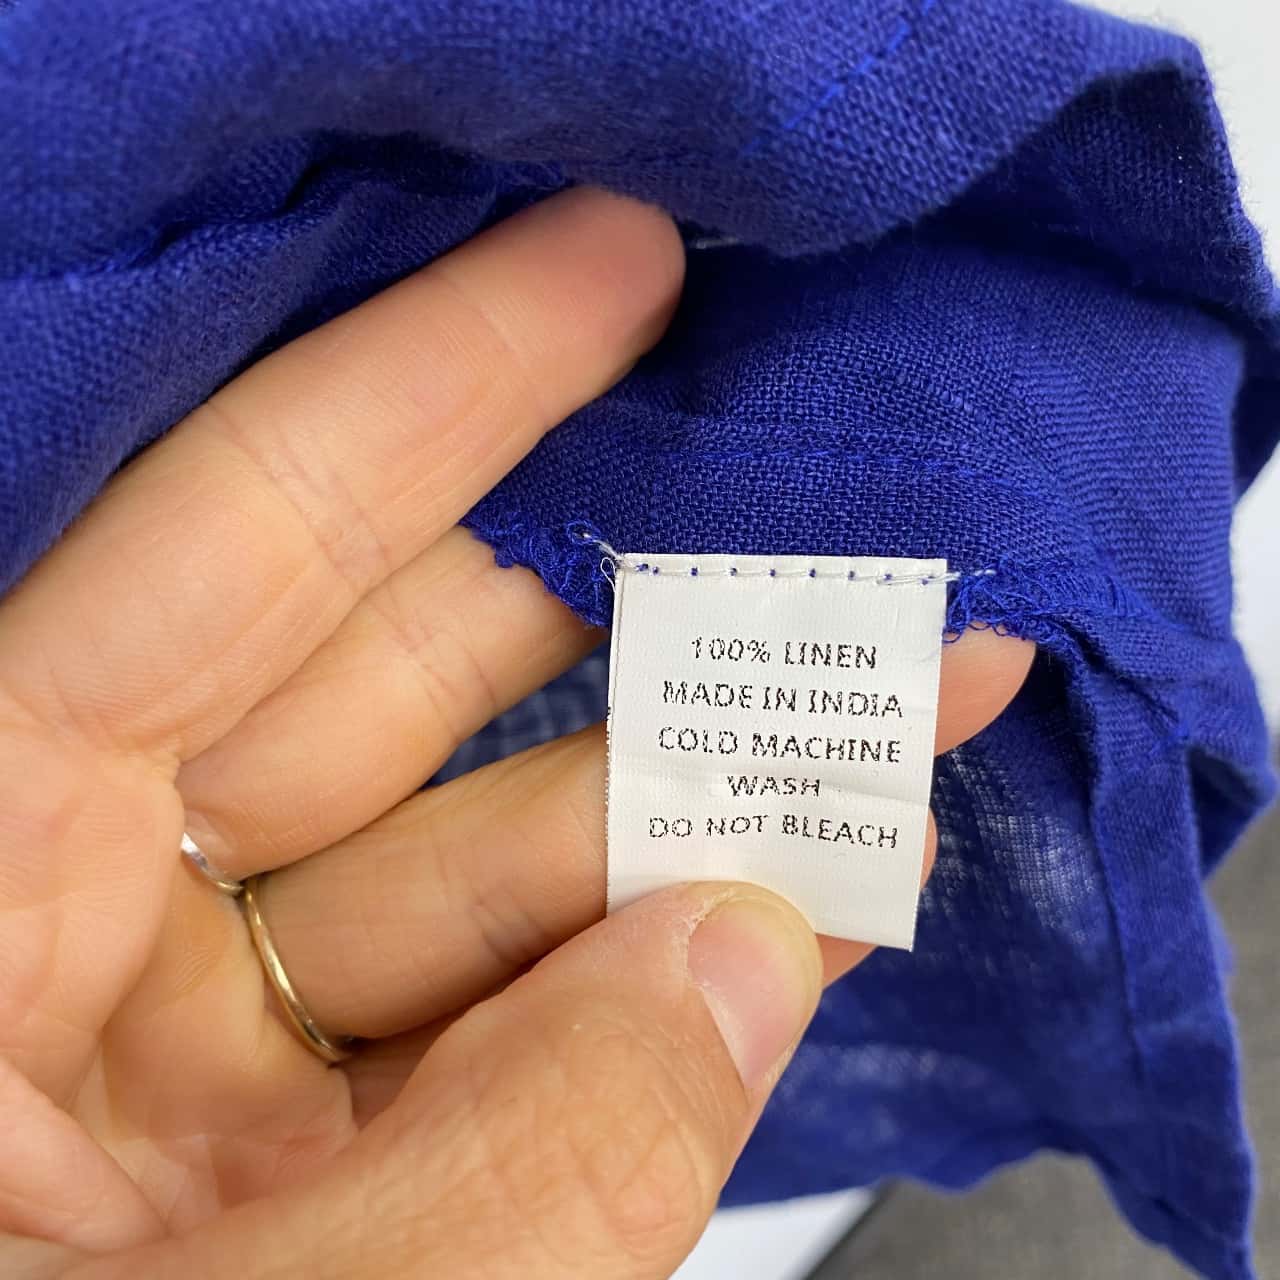 100% LINEN
MADE IN INDIA
COLD MACHINE
WASH
DO NOT BLEACH